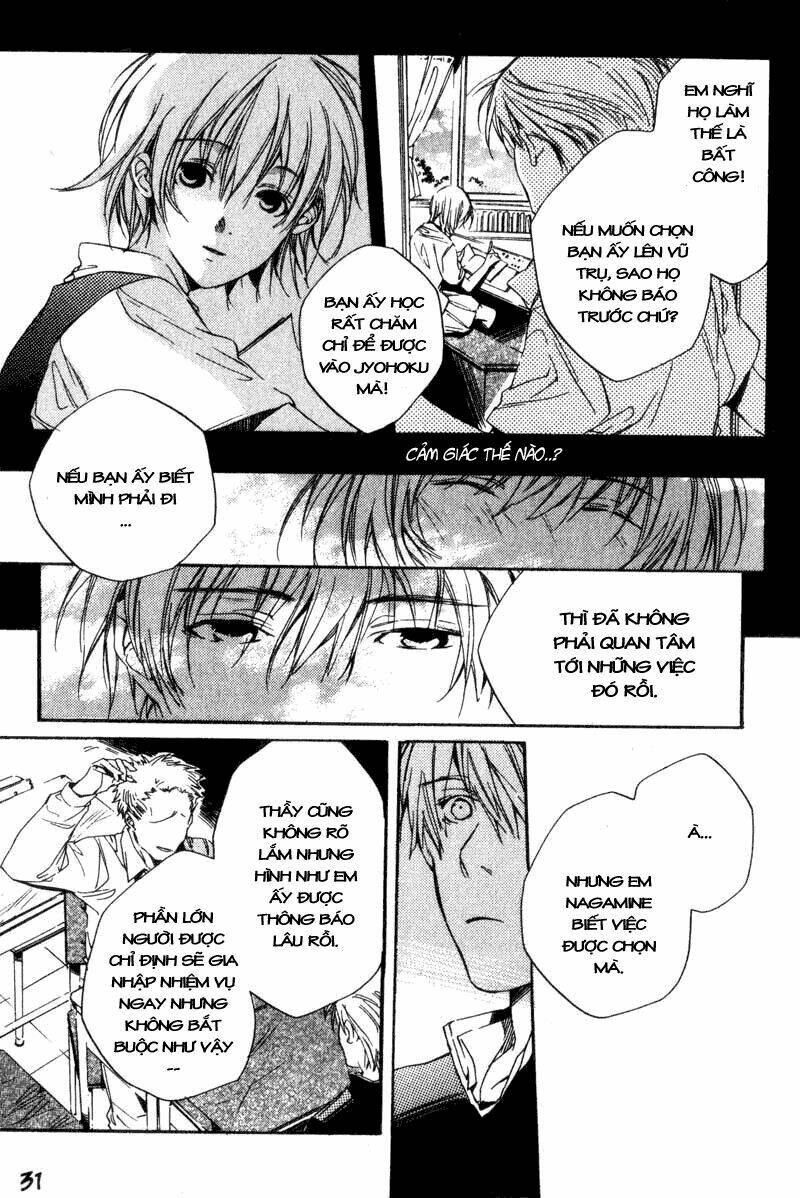 EM NGHĨ
HỌ LÀM
THẾ LÀ
BẤT
CÔNG!
NẾU MUỐN CHỌN
BẠN ẤY LÊN VŨ
TRỤ, SAO HỌ
KHÔNG BÁO
TRƯỚC CHỨ?
BẠN ẤY HỌC
RẤT CHĂM
CHỈ ĐỂ ĐƯỢC
VÀO JYOHOKU
MÀ!
CẢM GIÁC THẾ NÀO..?
NẾU BẠN ẤY BIẾT
MÌNH PHẢI ĐI
...
THÌ ĐÃ KHÔNG
PHẢI QUAN TÂM
TỚI NHỮNG VIỆC
ĐÓ RỒI.
À...
NHƯNG EM
NAGAMINE
BIẾT VIỆC
ĐƯỢC CHỌN
MÀ.
THẦY CŨNG
KHÔNG RÕ
LẮM NHƯNG
HÌNH NHƯ EM
ẤY ĐƯỢC
THÔNG BÁO
LÂU RỒI.
PHẦN LỚN
NGƯỜI ĐƯỢC
CHỈ ĐỊNH SẼ GIA
NHẬP NHIỆM VỤ
NGAY NHƯNG
KHÔNG BẮT
BUỘC NHƯ VẬY
--
31